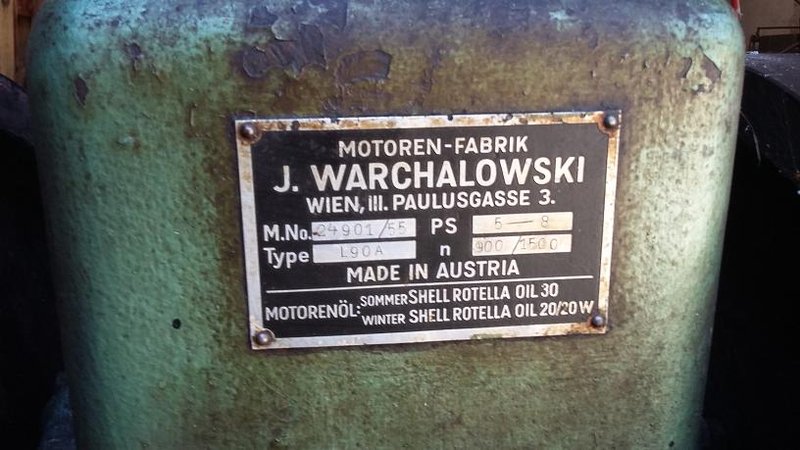 MOTOREN-FABRIK
J. WARCHALOWSKI
WIEN, III. PAULUSGASSE 3.
M.No. 24901/55 PS 5-8
Type L90A n 900/1500
MADE IN AUSTRIA
MOTORENÖL: SOMMER SHELL ROTELLA OIL 30
WINTER SHELL ROTELLA OIL 20/20W